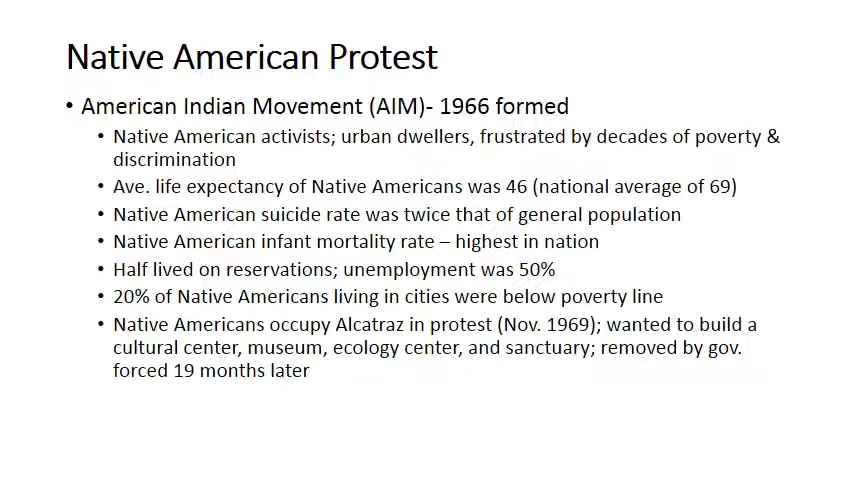 Native American Protest
• American Indian Movement (AIM)- 1966 formed
• Native American activists; urban dwellers, frustrated by decades of poverty &
discrimination
• Ave. life expectancy of Native Americans was 46 (national average of 69)
• Native American suicide rate was twice that of general population
• Native American infant mortality rate – highest in nation
• Half lived on reservations; unemployment was 50%
• 20% of Native Americans living in cities were below poverty line
• Native Americans occupy Alcatraz in protest (Nov. 1969); wanted to build a
cultural center, museum, ecology center, and sanctuary; removed by gov.
forced 19 months later